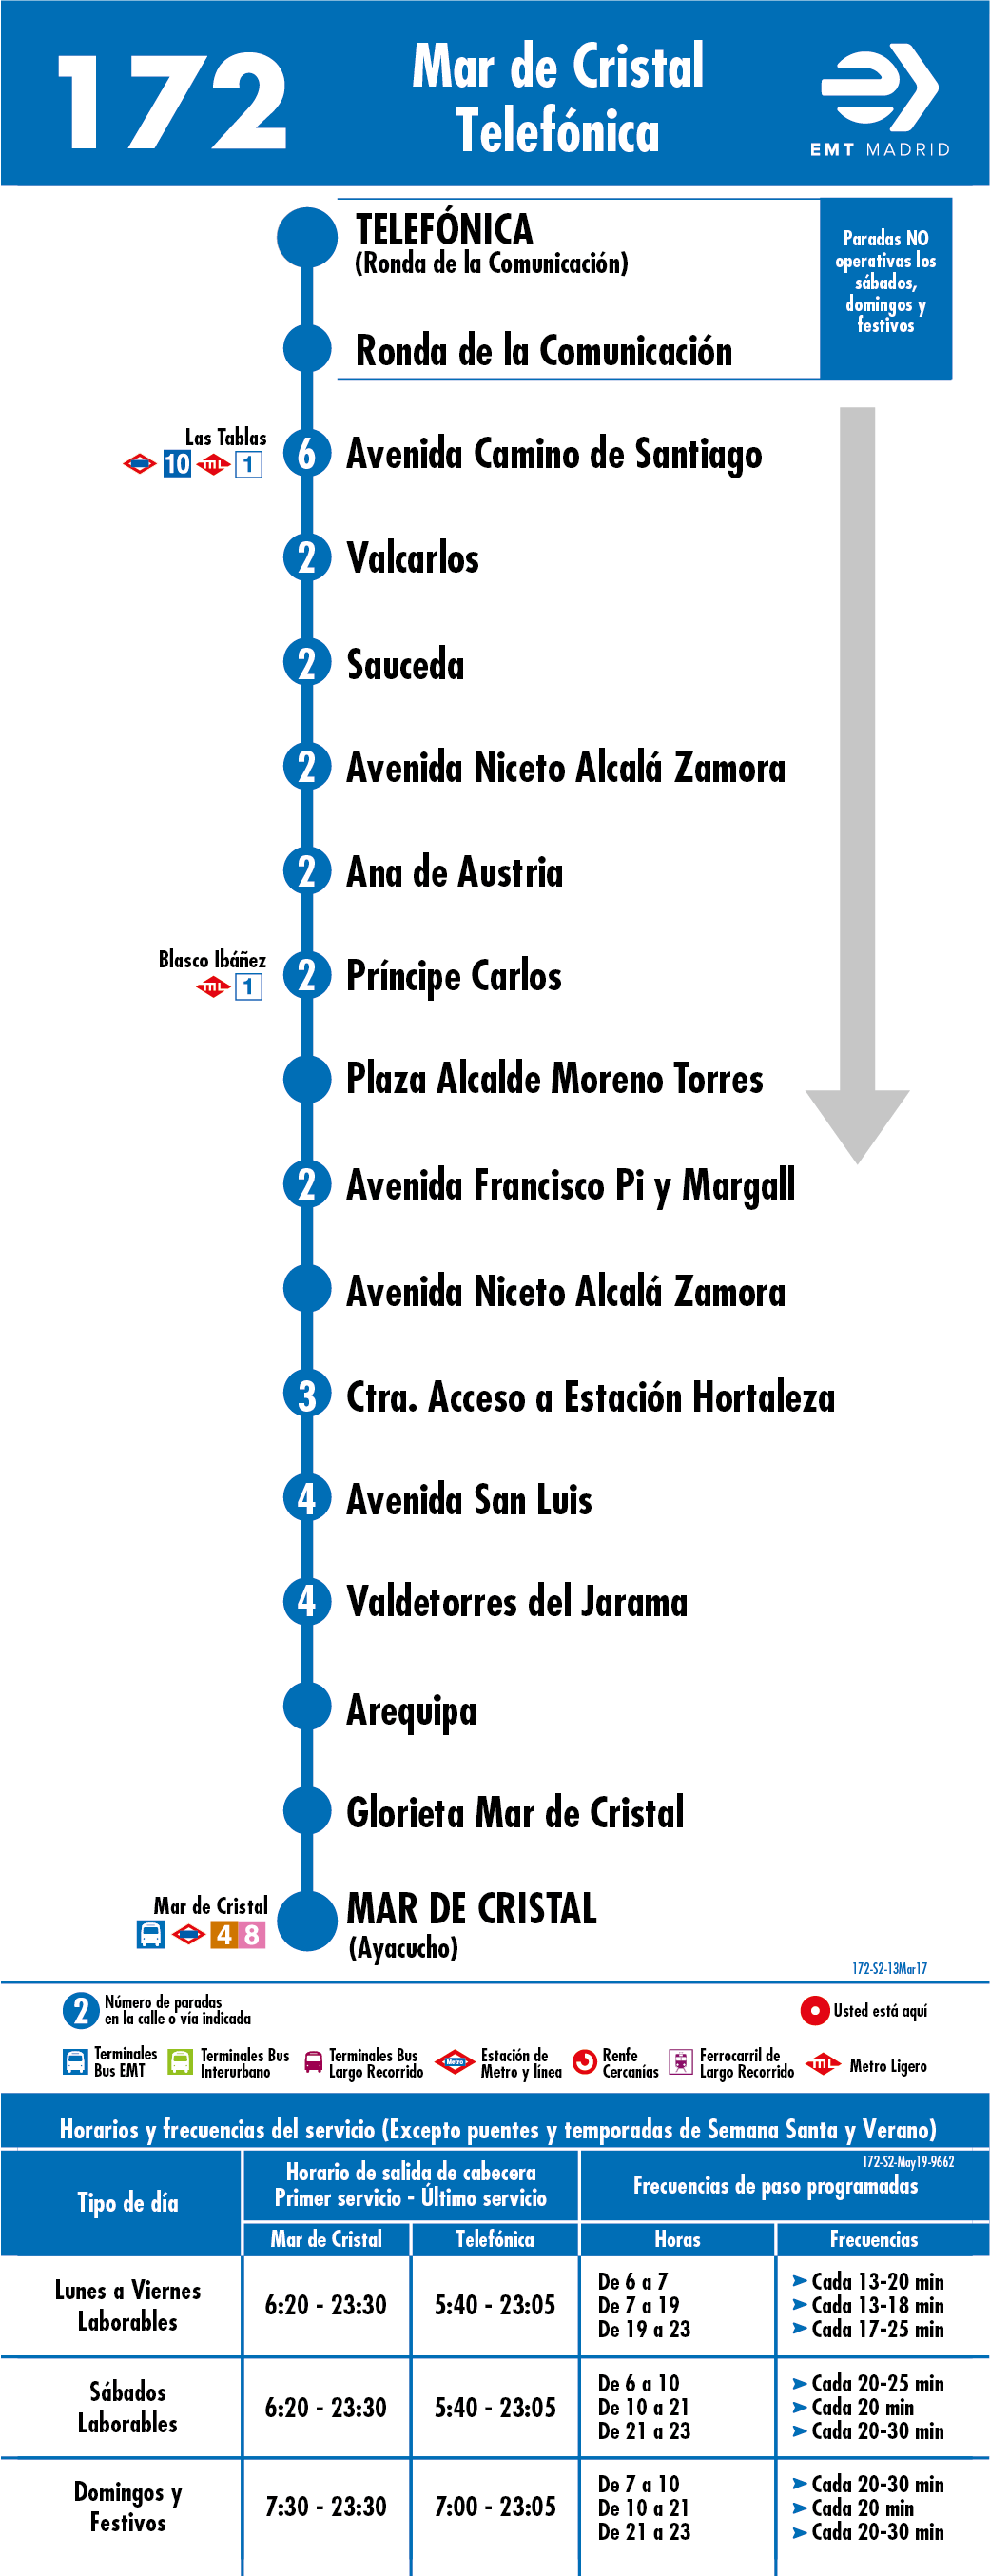 172
Mar de Cristal
Telefónica
EMT MADRID
TELEFÓNICA
(Ronda de la Comunicación)
Paradas NO
operativas los
sábados,
domingos y
festivos
Ronda de la Comunicación
Las Tablas
10 ML 1
6 Avenida Camino de Santiago
2 Valcarlos
2 Sauceda
2 Avenida Niceto Alcalá Zamora
2 Ana de Austria
Blasco Ibáñez
ML 1
2 Príncipe Carlos
Plaza Alcalde Moreno Torres
2 Avenida Francisco Pi y Margall
Avenida Niceto Alcalá Zamora
3 Ctra. Acceso a Estación Hortaleza
4 Avenida San Luis
4 Valdetorres del Jarama
Arequipa
Glorieta Mar de Cristal
Mar de Cristal
4 8
MAR DE CRISTAL
(Ayacucho)
172-S2-13Mar17
2 Número de paradas
en la calle o vía indicada
Usted está aquí
Terminales
Bus EMT
Terminales Bus
Interurbano
Terminales Bus
Largo Recorrido
Metro
Estación de
Metro y línea
Renfe
Cercanías
Ferrocarril de
Largo Recorrido
ML Metro Ligero
Horarios y frecuencias del servicio (Excepto puentes y temporadas de Semana Santa y Verano)
172-S2-May19-9662
Tipo de día
Horario de salida de cabecera
Primer servicio - Último servicio
Frecuencias de paso programadas
Mar de Cristal
Telefónica
Horas
Frecuencias
Lunes a Viernes
Laborables
6:20 - 23:30
5:40 - 23:05
De 6 a 7 Cada 13-20 min
De 7 a 19 Cada 13-18 min
De 19 a 23 Cada 17-25 min
Sábados
Laborables
6:20 - 23:30
5:40 - 23:05
De 6 a 10 Cada 20-25 min
De 10 a 21 Cada 20 min
De 21 a 23 Cada 20-30 min
Domingos y
Festivos
7:30 - 23:30
7:00 - 23:05
De 7 a 10 Cada 20-30 min
De 10 a 21 Cada 20 min
De 21 a 23 Cada 20-30 min